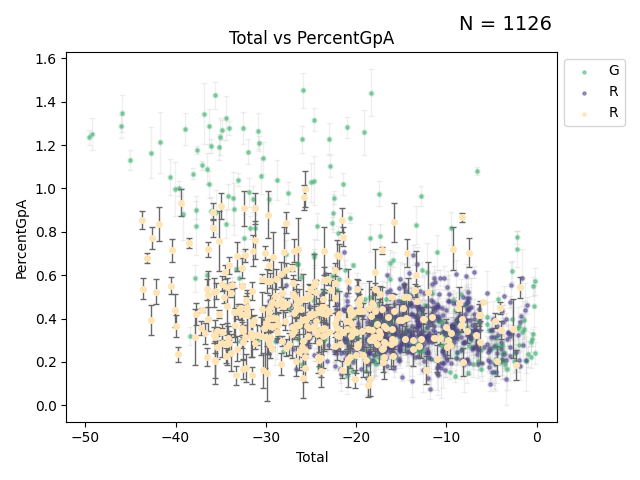 N = 1126
Total vs PercentGpA
G
R
R
1.6
1.4
1.2
1.0
0.8
0.6
0.4
0.2
0.0
PercentGpA
−50 −40 −30 −20 −10 0
Total